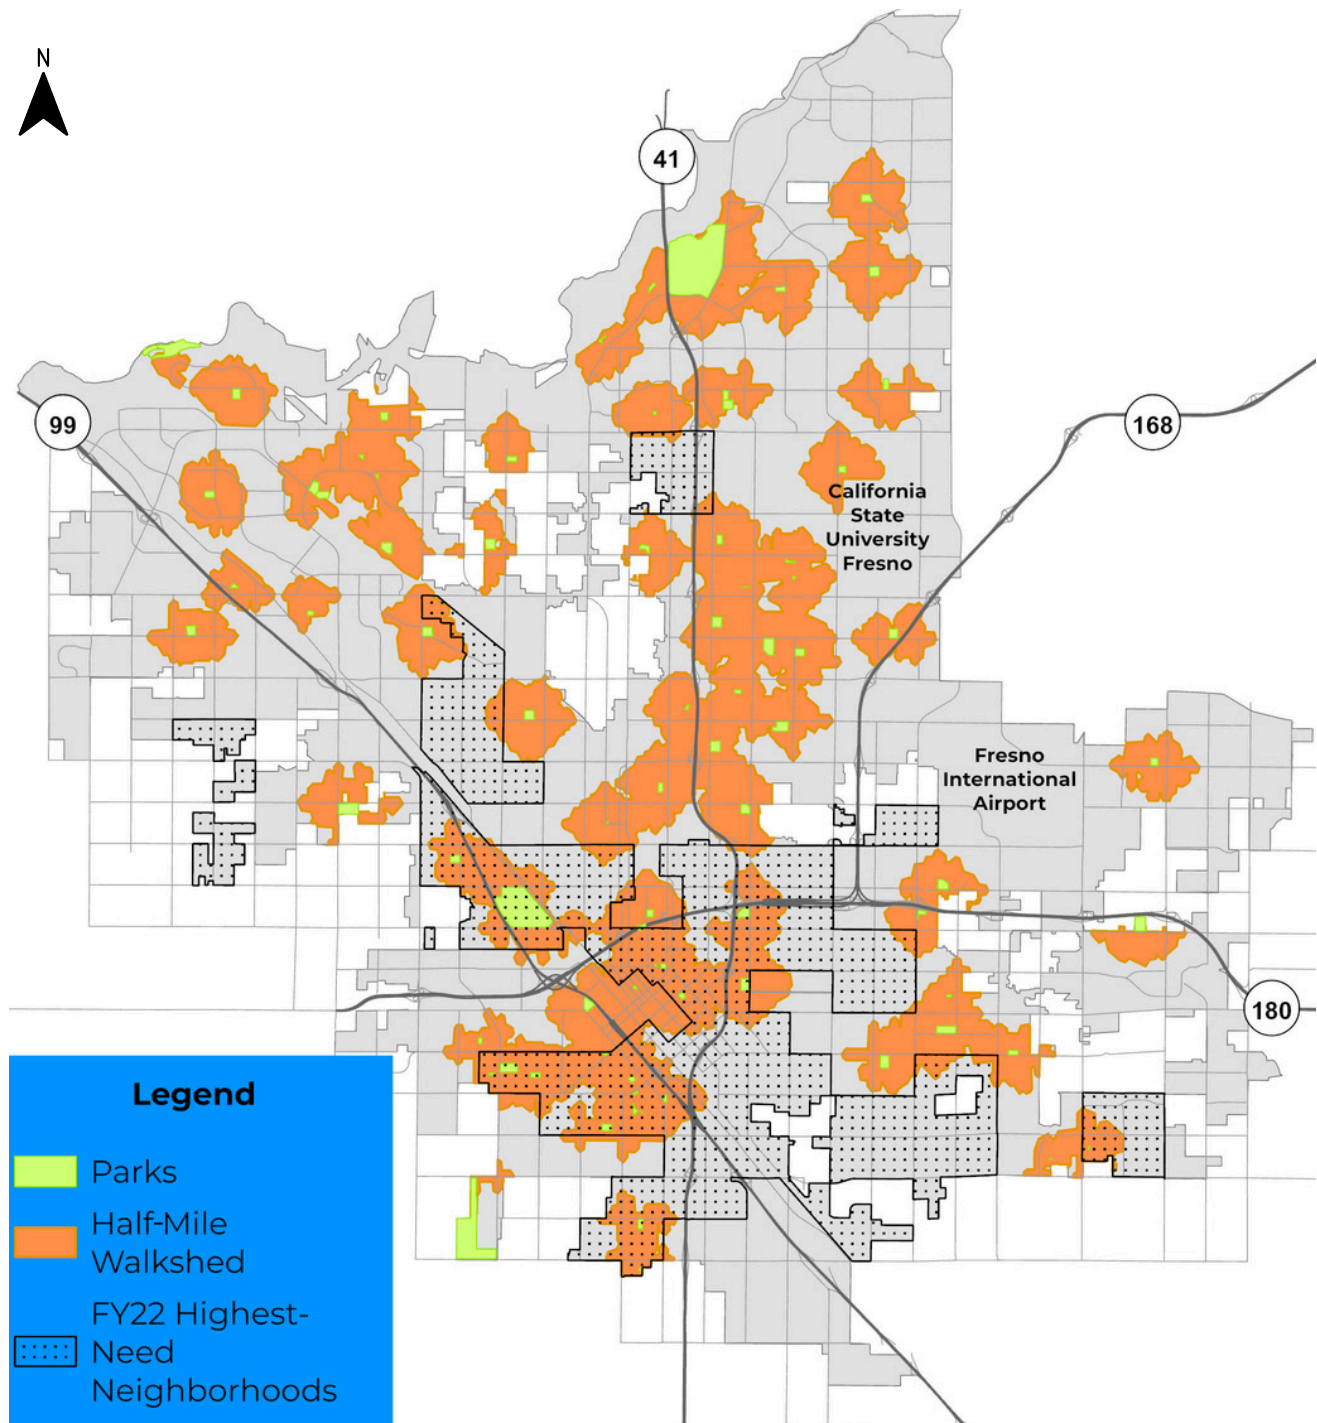 N
41
99
168
California
State
University
Fresno
Fresno
International
Airport
180
Legend
Parks
Half-Mile
Walkshed
FY22 Highest-
Need
Neighborhoods